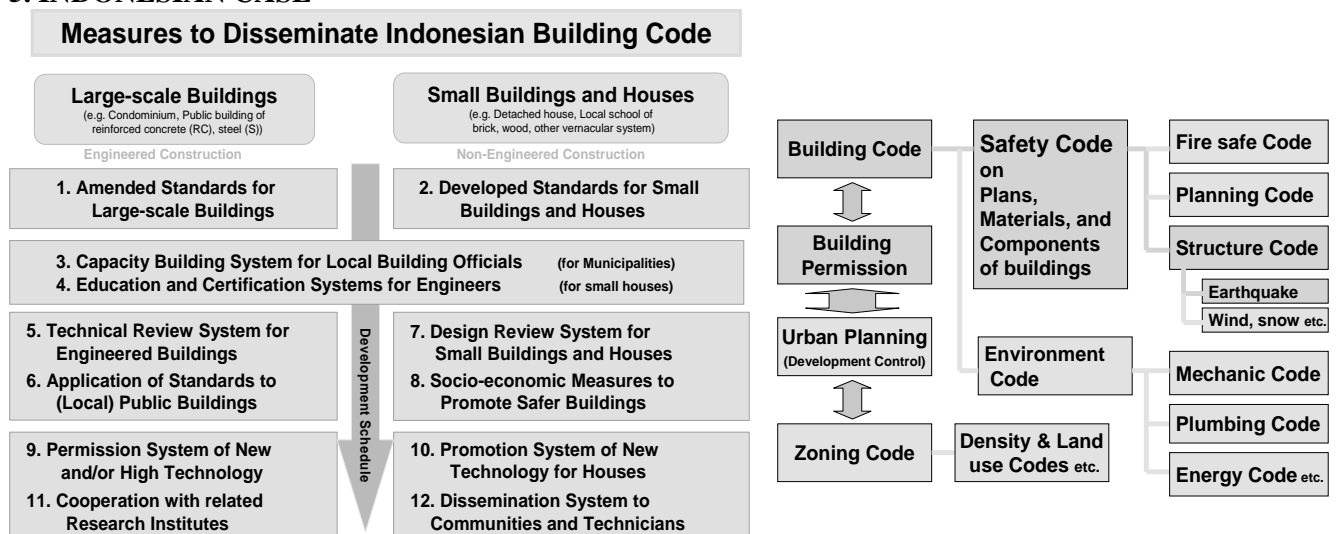 Measures to Disseminate Indonesian Building Code
Large-scale Buildings
(e.g. Condominium, Public building of
reinforced concrete (RC), steel (S))
Engineered Construction
Small Buildings and Houses
(e.g. Detached house, Local school of
brick, wood, other vernacular system)
Non-Engineered Construction
1. Amended Standards for
Large-scale Buildings
2. Developed Standards for Small
Buildings and Houses
3. Capacity Building System for Local Building Officials (for Municipalities)
4. Education and Certification Systems for Engineers (for small houses)
5. Technical Review System for
Engineered Buildings
6. Application of Standards to
(Local) Public Buildings
7. Design Review System for
Small Buildings and Houses
8. Socio-economic Measures to
Promote Safer Buildings
Development Schedule
9. Permission System of New
and/or High Technology
11. Cooperation with related
Research Institutes
10. Promotion System of New
Technology for Houses
12. Dissemination System to
Communities and Technicians
Building Code
Building
Permission
Urban Planning
(Development Control)
Zoning Code
Safety Code
on
Plans,
Materials, and
Components
of buildings
Environment
Code
Density & Land
use Codes etc.
Fire safe Code
Planning Code
Structure Code
Earthquake
Wind, snow etc.
Mechanic Code
Plumbing Code
Energy Code etc.